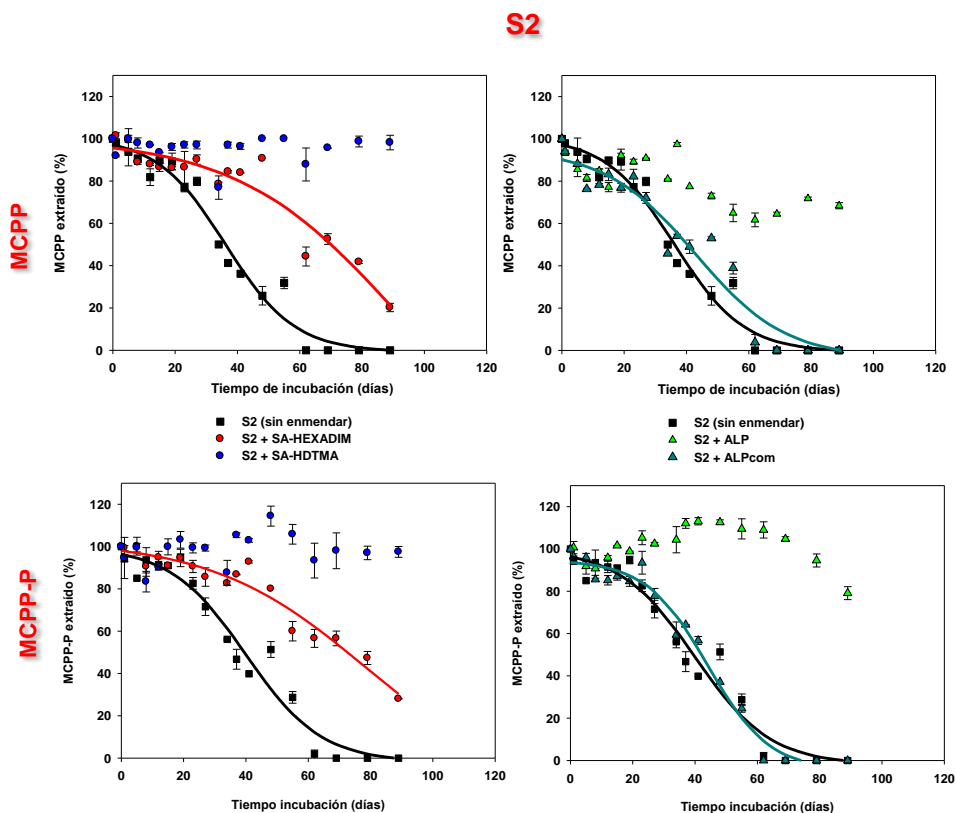 S2
MCPP
MCPP extraído (%)
120
100
80
60
40
20
0
0 20 40 60 80 100 120
Tiempo de incubación (días)
S2 (sin enmendar)
S2 + SA-HEXADIM
S2 + SA-HDTMA
MCPP extraído (%)
120
100
80
60
40
20
0
0 20 40 60 80 100 120
Tiempo de incubación (días)
S2 (sin enmendar)
S2 + ALP
S2 + ALPcom
MCPP-P
MCPP-P extraído (%)
120
100
80
60
40
20
0
0 20 40 60 80 100 120
Tiempo incubación (días)
MCPP-P extraído (%)
120
100
80
60
40
20
0
0 20 40 60 80 100 120
Tiempo incubación (días)